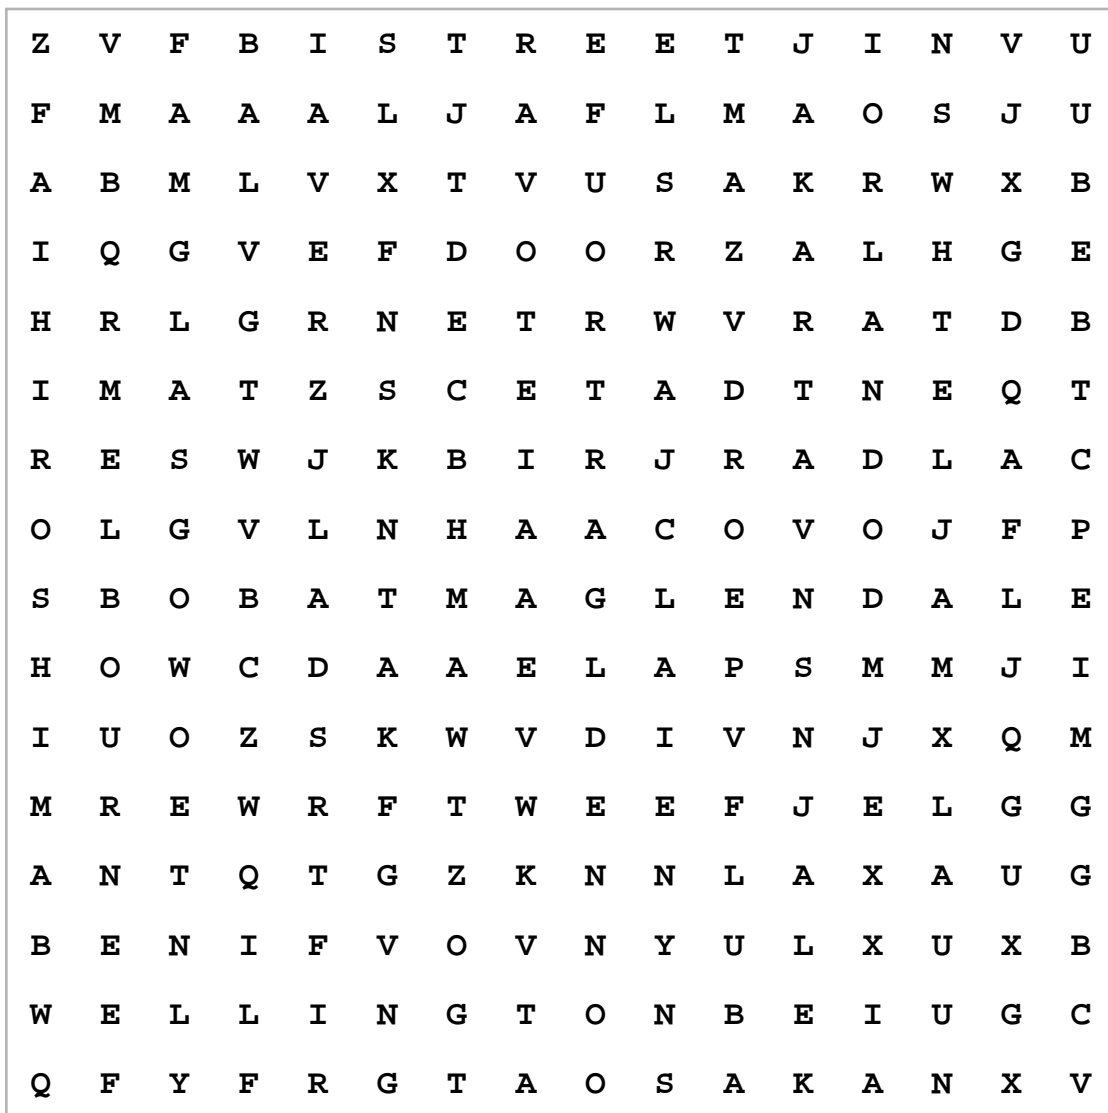 Z V F B I S T R E E T J I N V U
F M A A A L J A F L M A O S J U
A B M L V X T V U S A K R W X B
I Q G V E F D O O R Z A L H G E
H R L G R N E T R W V R A T D B
I M A T Z S C E T A D T N E Q T
R E S W J K B I R J R A D L A C
O L G V L N H A A C O V O J F P
S B O B A T M A G L E N D A L E
H O W C D A A E L A P S M M J I
I U O Z S K W V D I V N J X Q M
M R E W R F T W E E F J E L G G
A N T Q T G Z K N N L A X A U G
B E N I F V O V N Y U L X U X B
W E L L I N G T O N B E I U G C
Q F Y F R G T A O S A K A N X V